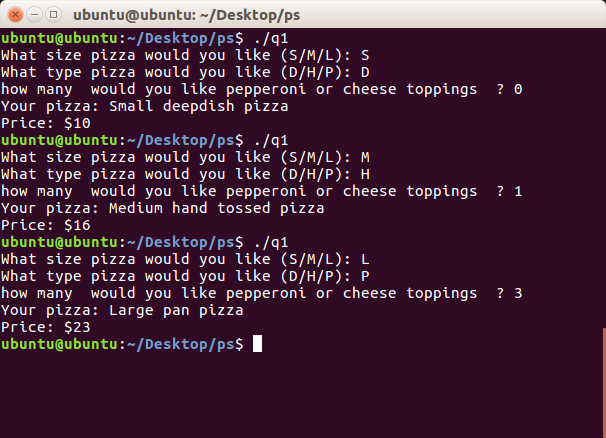 ubuntu@ubuntu: ~/Desktop/ps
ubuntu@ubuntu:~/Desktop/ps$ ./q1
What size pizza would you like (S/M/L): S
What type pizza would you like (D/H/P): D
how many  would you like pepperoni or cheese toppings  ? 0
Your pizza: Small deepdish pizza
Price: $10
ubuntu@ubuntu:~/Desktop/ps$ ./q1
What size pizza would you like (S/M/L): M
What type pizza would you like (D/H/P): H
how many  would you like pepperoni or cheese toppings  ? 1
Your pizza: Medium hand tossed pizza
Price: $16
ubuntu@ubuntu:~/Desktop/ps$ ./q1
What size pizza would you like (S/M/L): L
What type pizza would you like (D/H/P): P
how many  would you like pepperoni or cheese toppings  ? 3
Your pizza: Large pan pizza
Price: $23
ubuntu@ubuntu:~/Desktop/ps$